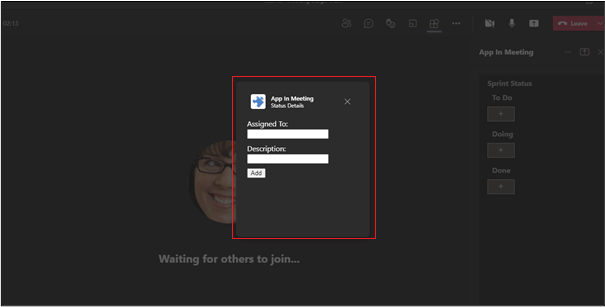 02:13
Leave
App In Meeting
Sprint Status
To Do
+
Doing
+
Done
+
App In Meeting
Status Details
Assigned To:
Description:
Add
Waiting for others to join...